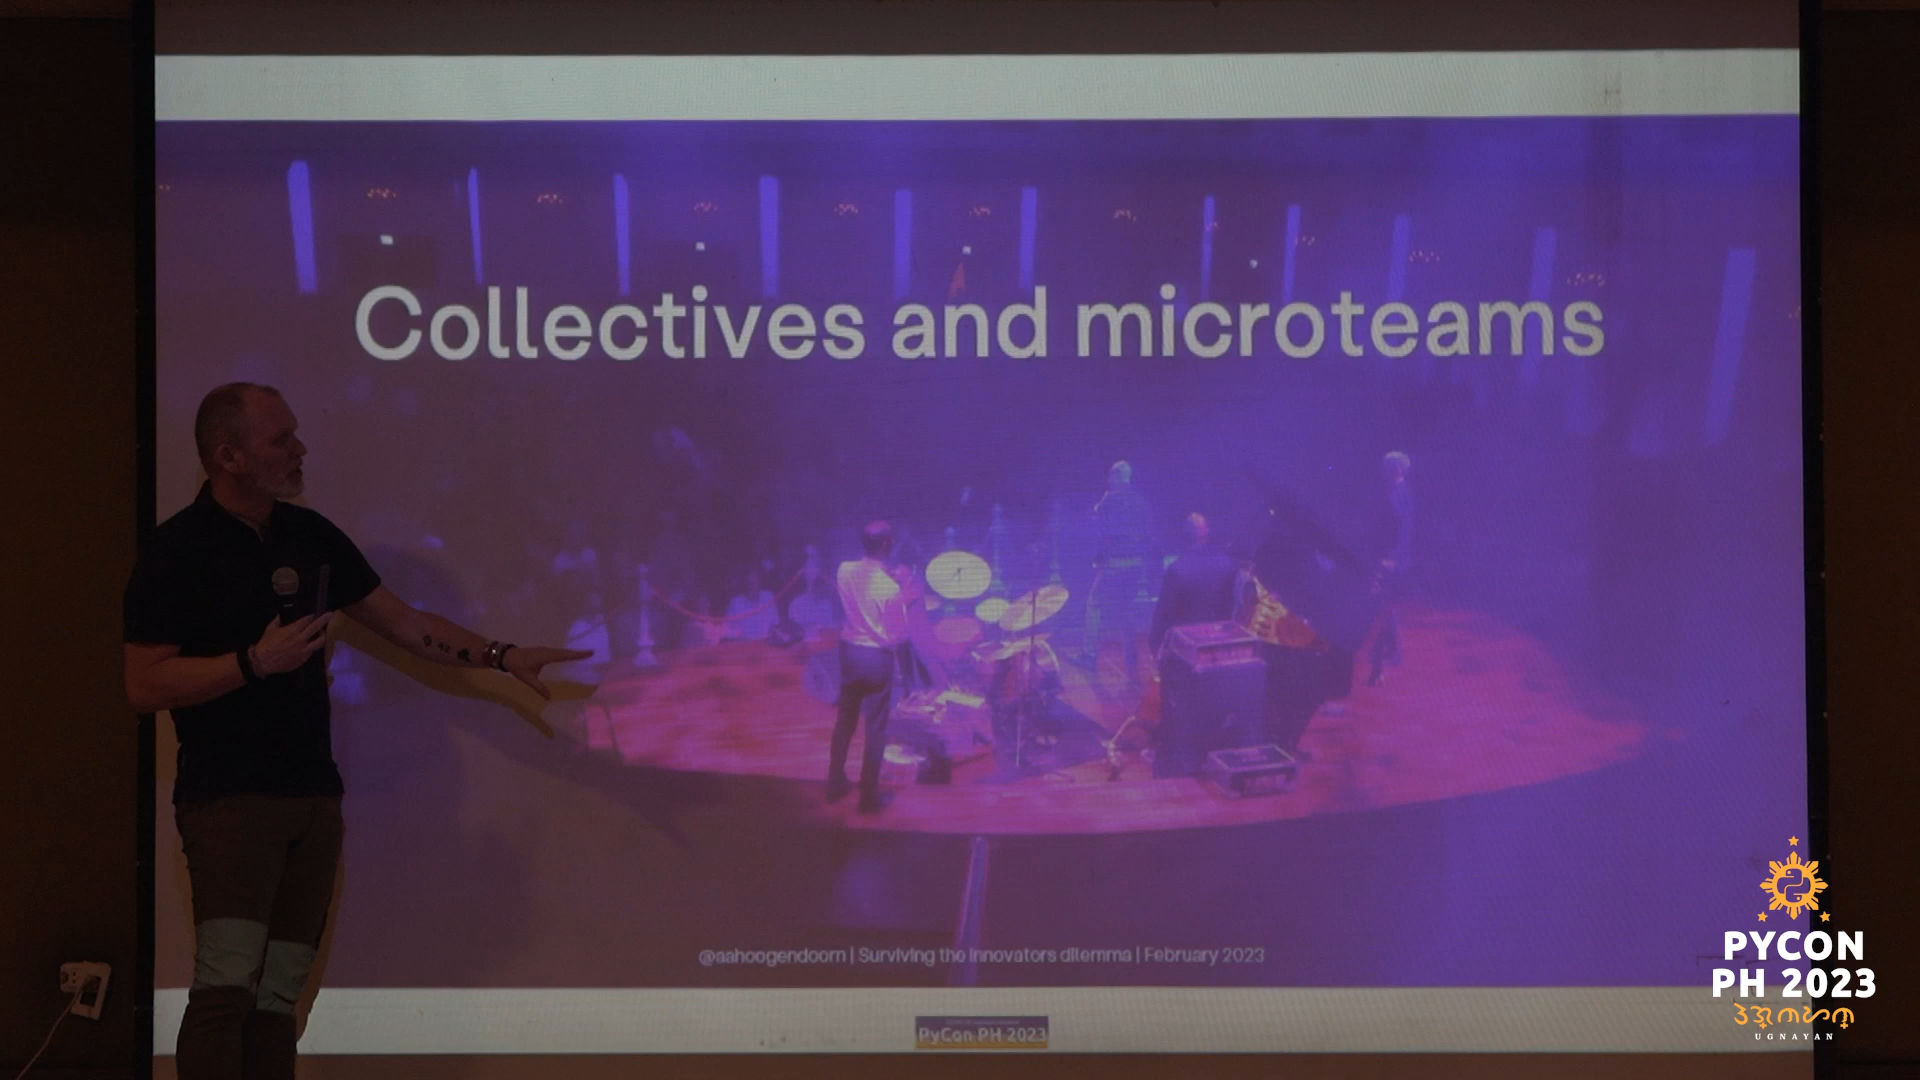 Collectives and microteams
@aahoogendoorn | Surviving the innovators dilemma | February 2023
PyCon PH 2023
PYCON
PH 2023
UGNAYAN